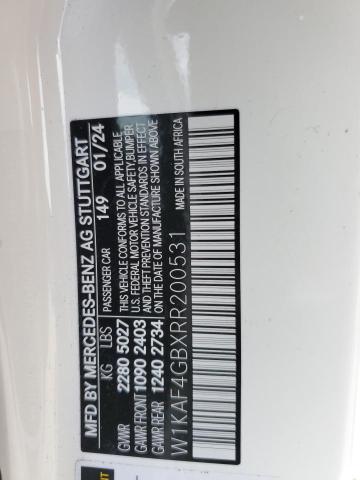 MFD BY MERCEDES-BENZ AG STUTTGART
PASSENGER CAR 149 01/24
KG LBS
GVWR 2280 5027
GAWR FRONT 1090 2403
GAWR REAR 1240 2734
THIS VEHICLE CONFORMS TO ALL APPLICABLE
U.S. FEDERAL MOTOR VEHICLE SAFETY, BUMPER
AND THEFT PREVENTION STANDARDS IN EFFECT
ON THE DATE OF MANUFACTURE SHOWN ABOVE
W1KAF4GBXRR200531 MADE IN SOUTH AFRICA